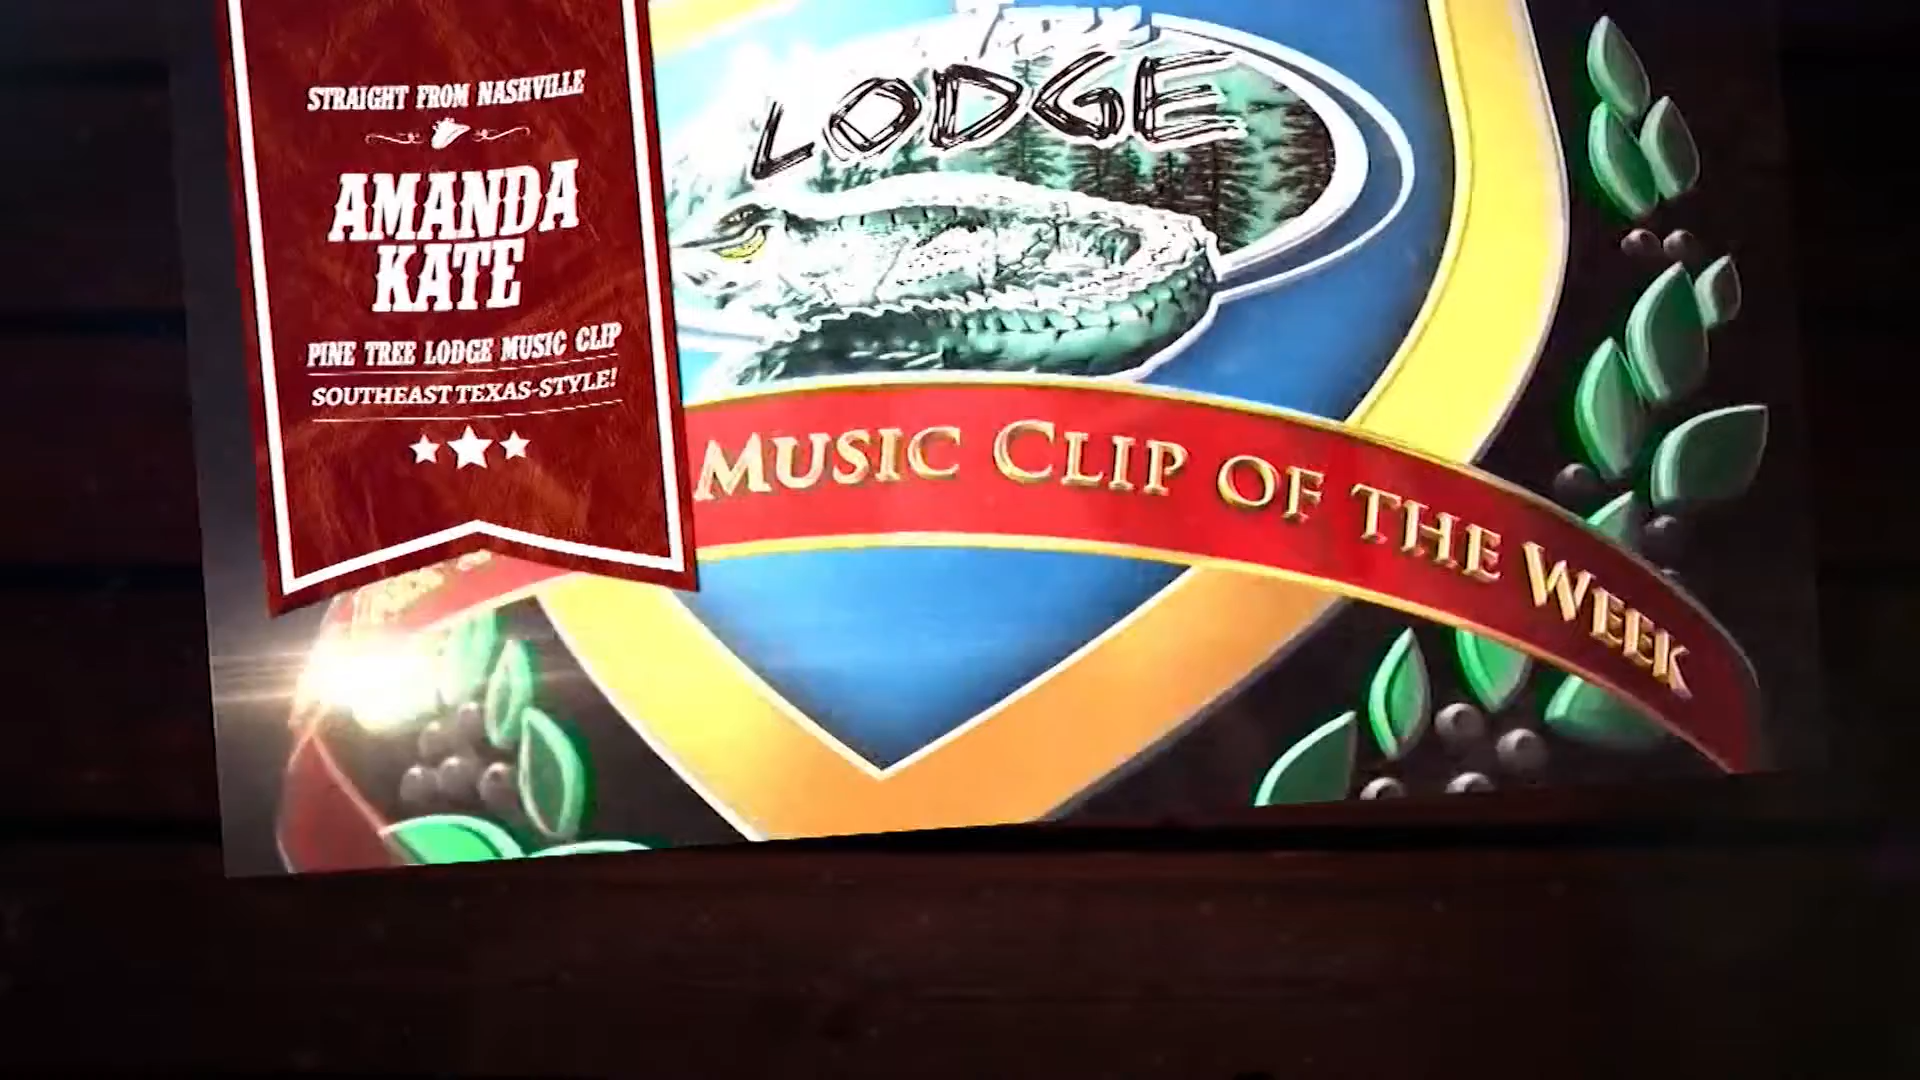 STRAIGHT FROM NASHVILLE
AMANDA
KATE
PINE TREE LODGE MUSIC CLIP
SOUTHEAST TEXAS-STYLE!
LODGE
MUSIC CLIP OF THE WEEK